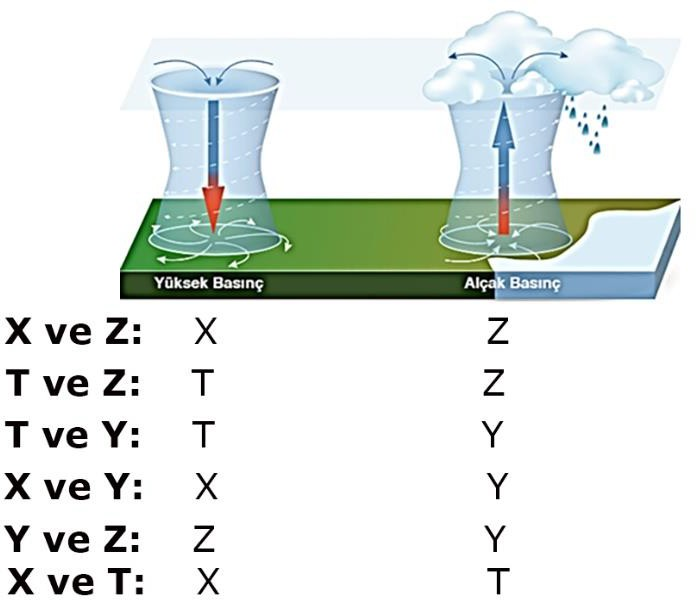 Yüksek Basınç Alçak Basınç
X ve Z: X Z
T ve Z: T Z
T ve Y: T Y
X ve Y: X Y
Y ve Z: Z Y
X ve T: X T